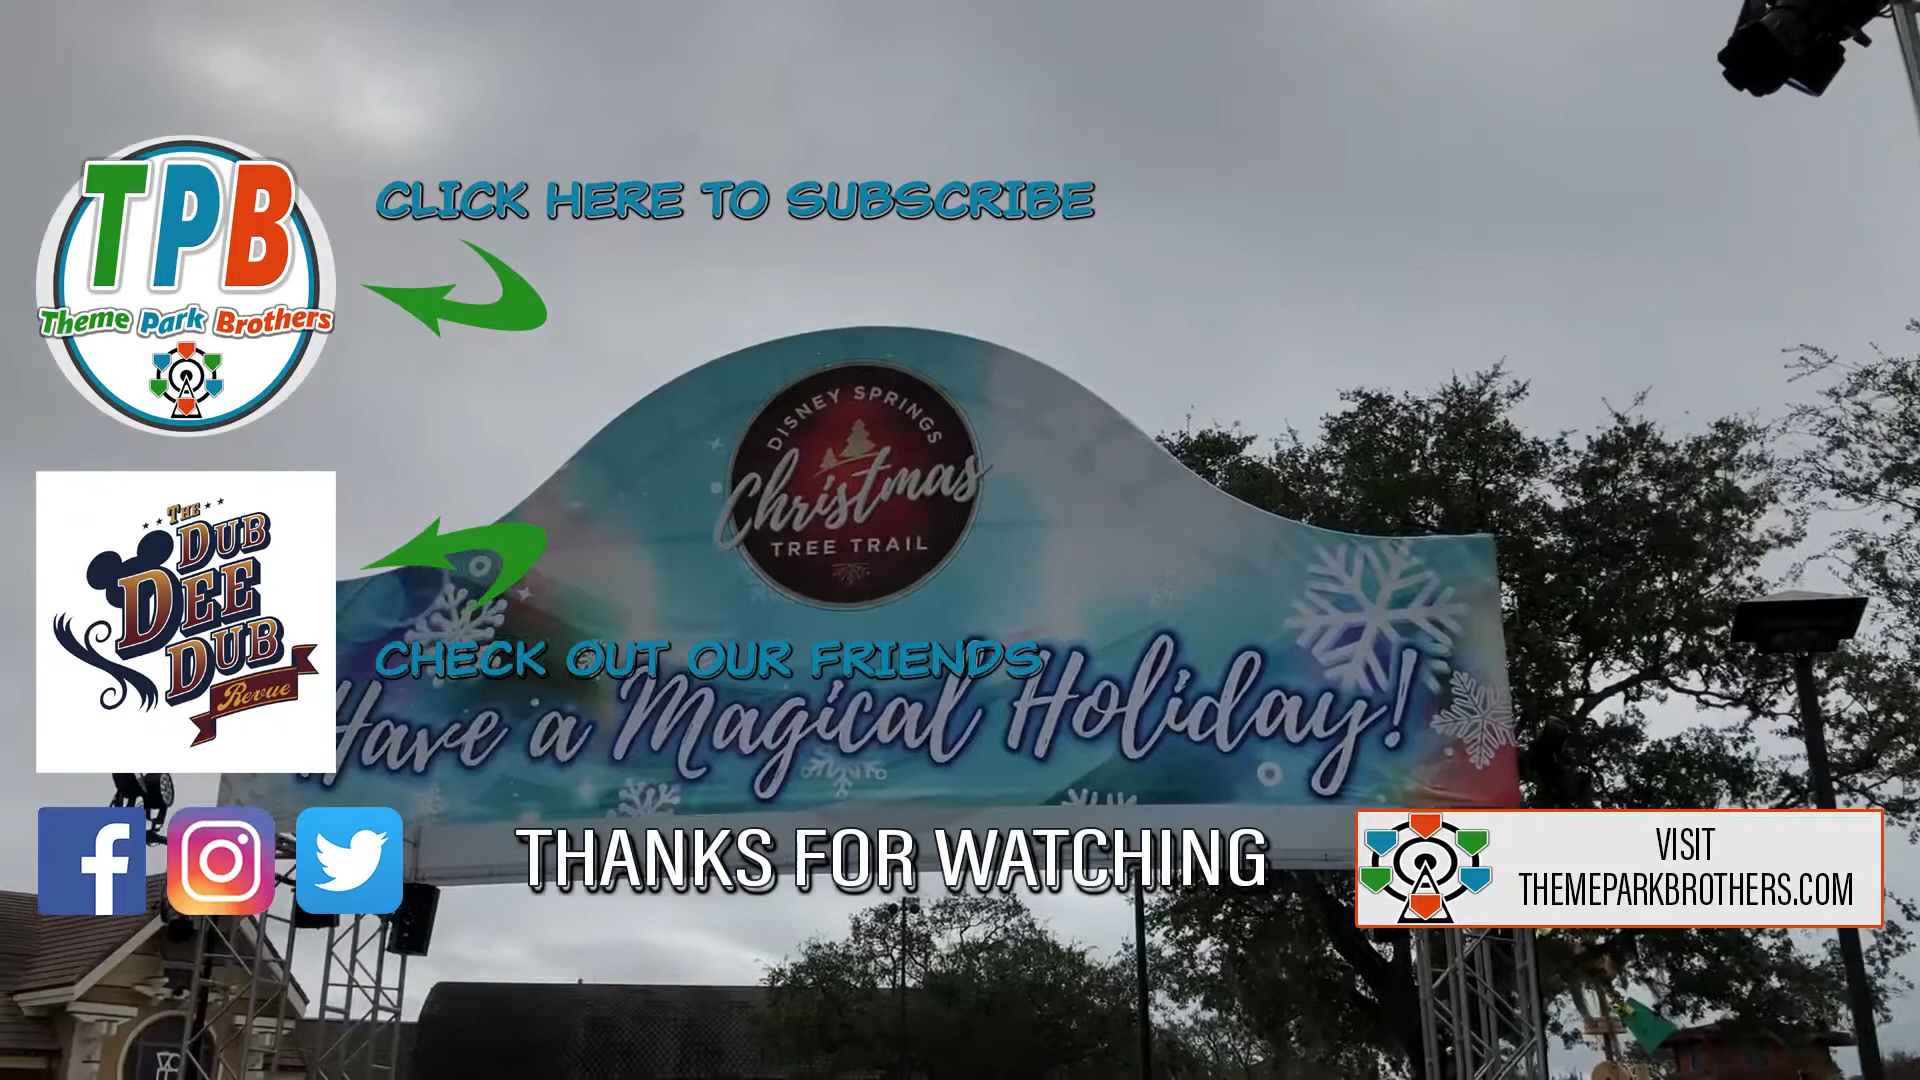 TPB
Theme Park Brothers
CLICK HERE TO SUBSCRIBE
DISNEY SPRINGS
Christmas
TREE TRAIL
THE
DUB
DEE
DUB
Revue
CHECK OUT OUR FRIENDS
Have a Magical Holiday!
THANKS FOR WATCHING
VISIT
THEMEPARKBROTHERS.COM